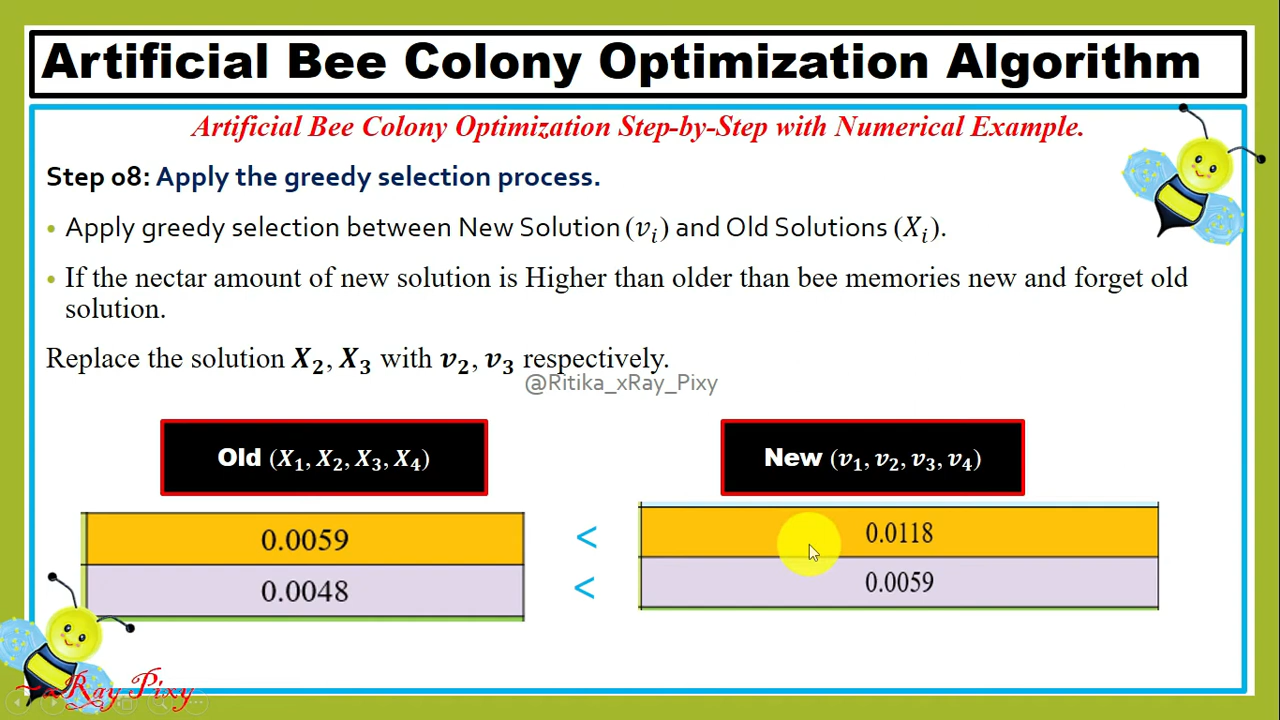 Artificial Bee Colony Optimization Algorithm
Artificial Bee Colony Optimization Step-by-Step with Numerical Example.
Step 08: Apply the greedy selection process.
• Apply greedy selection between New Solution (vᵢ) and Old Solutions (Xᵢ).
• If the nectar amount of new solution is Higher than older than bee memories new and forget old
solution.
Replace the solution X₂, X₃ with v₂, v₃ respectively.
@Ritika_xRay_Pixy
Old (X₁, X₂, X₃, X₄)
New (v₁, v₂, v₃, v₄)
0.0059 < 0.0118
0.0048 < 0.0059
~xRay Pixy